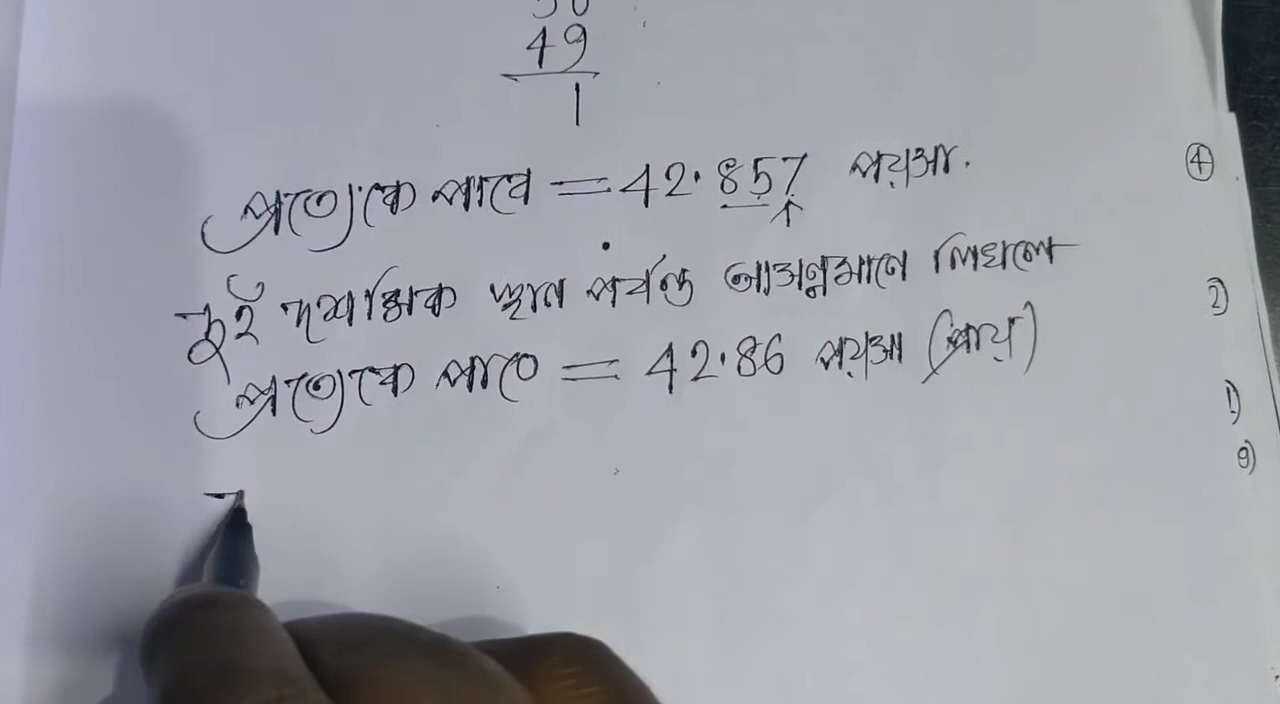 49
1
প্রত্যেকে পাবে = 42.857 পয়সা.
দুই দশমিক স্থান পর্যন্ত আসন্নমানে লিখলে
প্রত্যেকে পাবে = 42.86 পয়সা (প্রায়)
4
2)
1)
9)